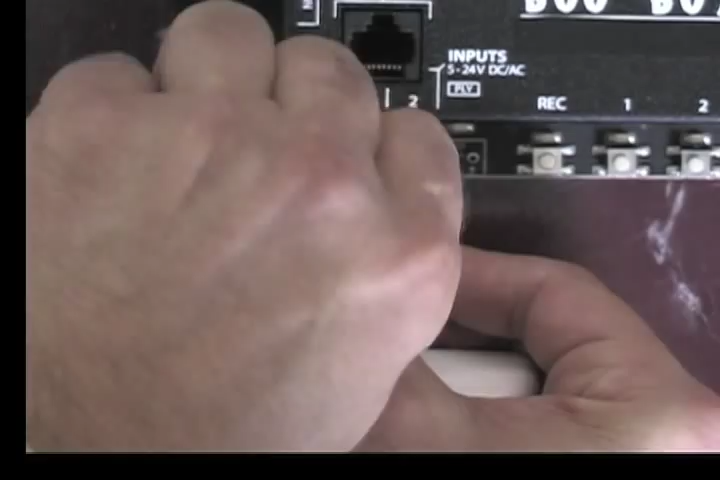 INPUTS
5-24V DC/AC
PLY
1 2
REC 1 2